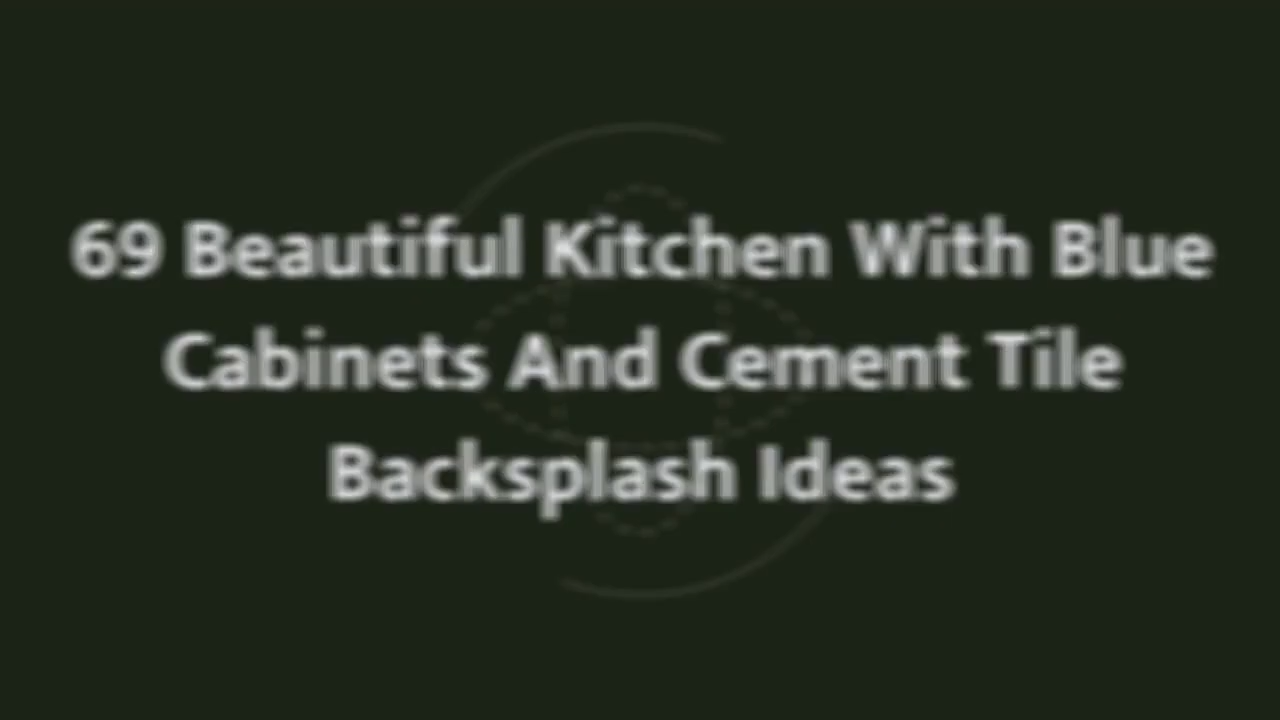 69 Beautiful Kitchen With Blue
Cabinets And Cement Tile
Backsplash Ideas